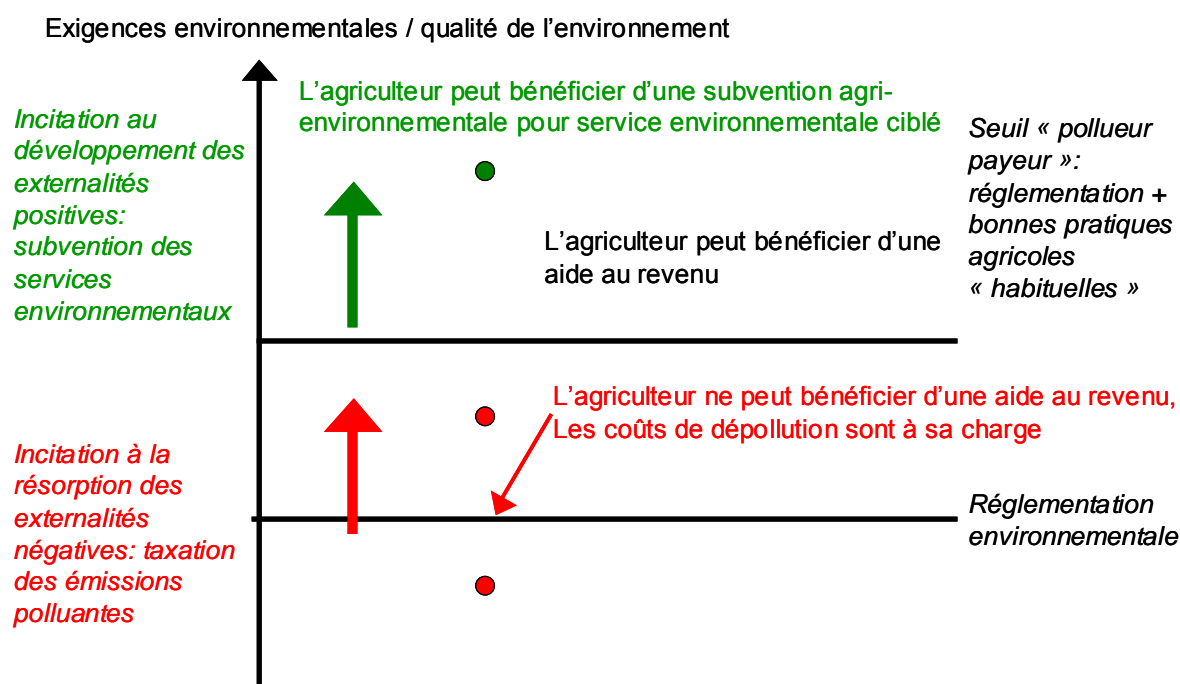 Exigences environnementales / qualité de l’environnement
L’agriculteur peut bénéficier d’une subvention agri-
environnementale pour service environnementale ciblé
Incitation au
développement des
externalités
positives:
subvention des
services
environnementaux
Seuil « pollueur
payeur »:
réglementation +
bonnes pratiques
agricoles
« habituelles »
L’agriculteur peut bénéficier d’une
aide au revenu
L’agriculteur ne peut bénéficier d’une aide au revenu,
Les coûts de dépollution sont à sa charge
Incitation à la
résorption des
externalités
négatives: taxation
des émissions
polluantes
Réglementation
environnementale